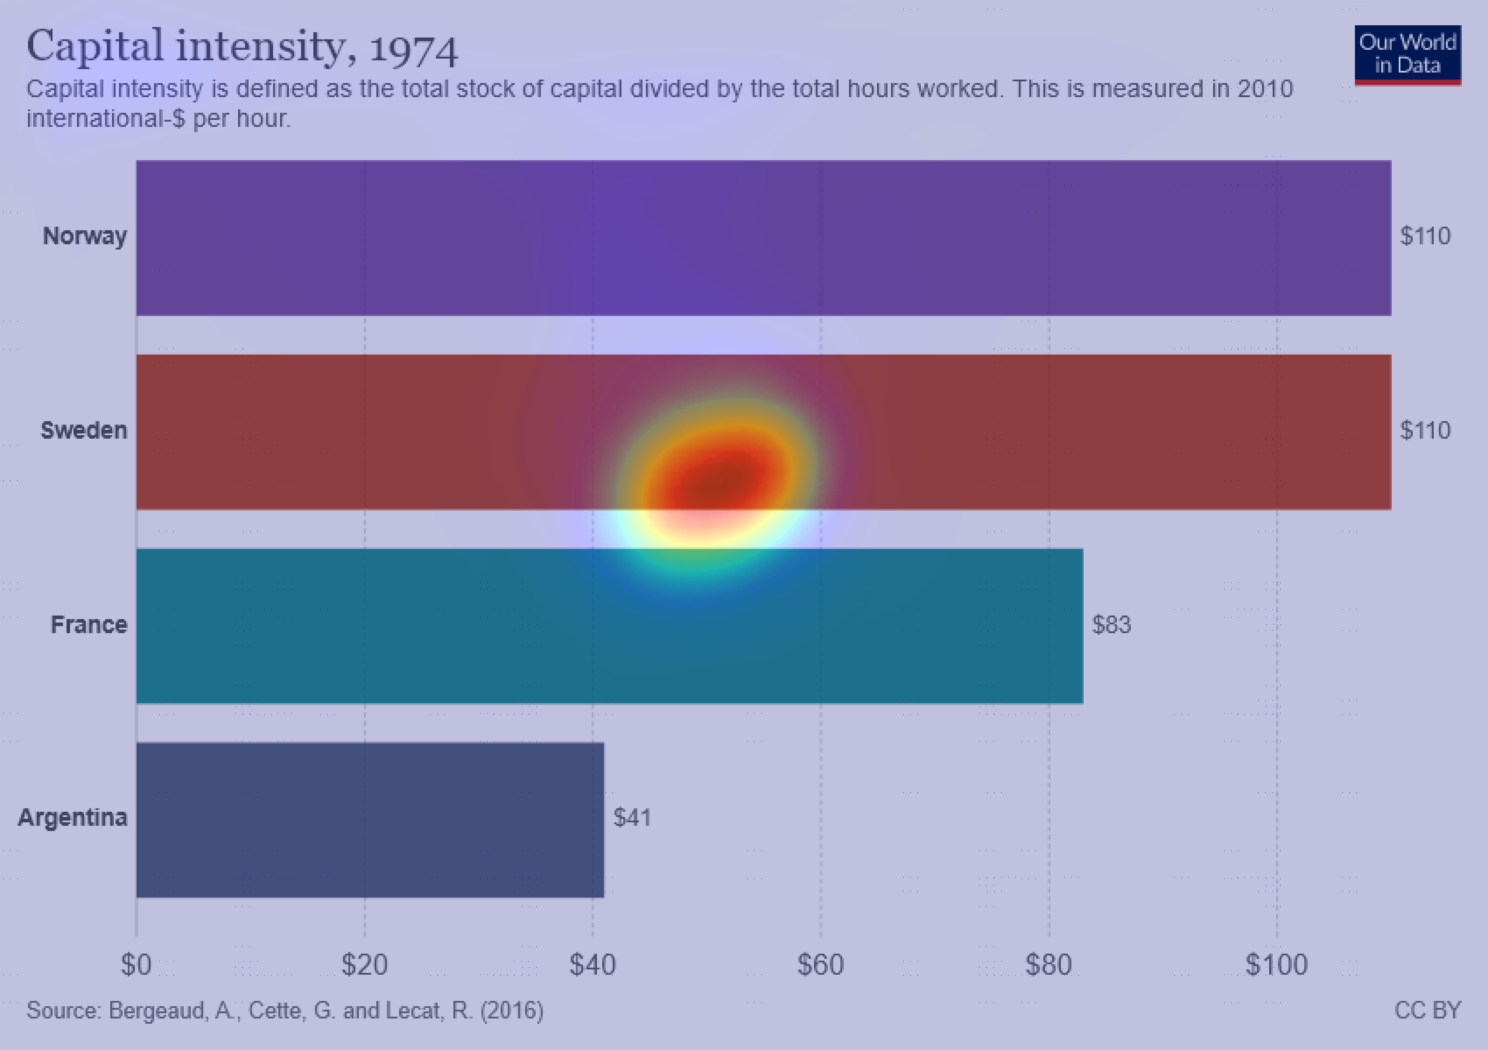 Capital intensity, 1974
Our World
in Data
Capital intensity is defined as the total stock of capital divided by the total hours worked. This is measured in 2010
international-$ per hour.
Norway
$110
Sweden
$110
France
$83
Argentina
$41
$0 $20 $40 $60 $80 $100
Source: Bergeaud, A., Cette, G. and Lecat, R. (2016)
CC BY